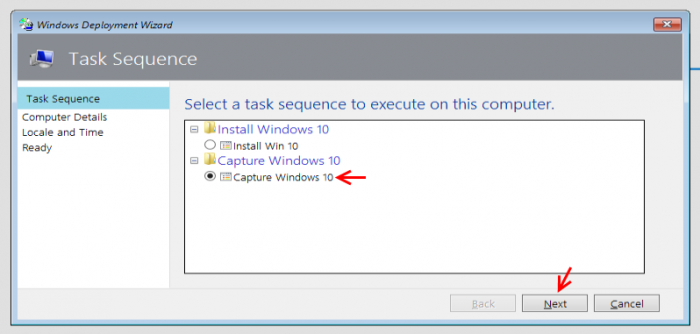 Windows Deployment Wizard
Task Sequence
Task Sequence
Computer Details
Locale and Time
Ready
Select a task sequence to execute on this computer.
Install Windows 10
Install Win 10
Capture Windows 10
Capture Windows 10
Back Next Cancel